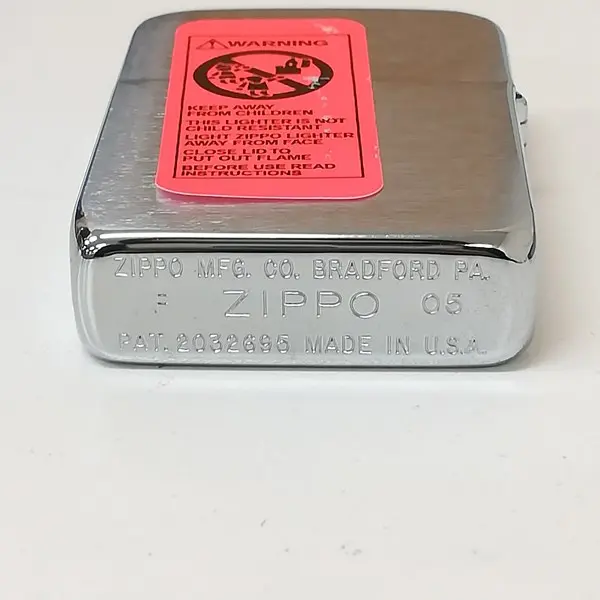 WARNING
KEEP AWAY
FROM CHILDREN
THIS LIGHTER IS NOT
CHILD RESISTANT
LIGHT ZIPPO LIGHTER
AWAY FROM FACE
CLOSE LID TO
PUT OUT FLAME
BEFORE USE READ
INSTRUCTIONS
ZIPPO MFG. CO. BRADFORD PA.
ZIPPO 05
PAT. 2032695 MADE IN U.S.A.